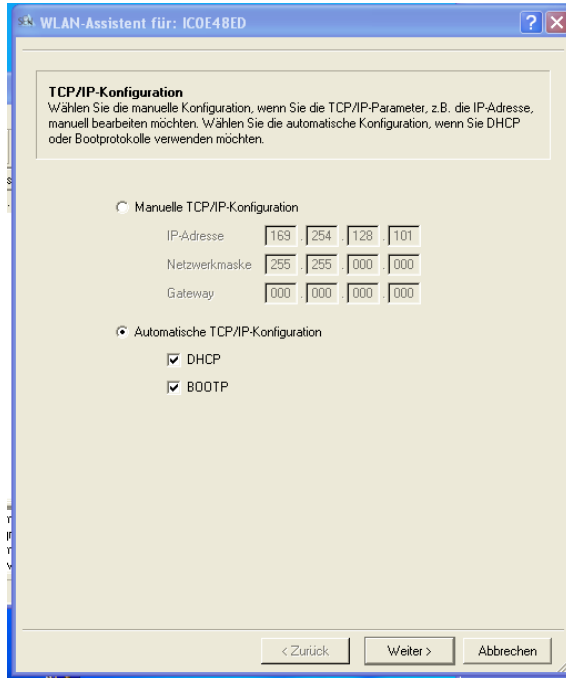 WLAN-Assistent für: IC0E48ED
TCP/IP-Konfiguration
Wählen Sie die manuelle Konfiguration, wenn Sie die TCP/IP-Parameter, z.B. die IP-Adresse,
manuell bearbeiten möchten. Wählen Sie die automatische Konfiguration, wenn Sie DHCP
oder Bootprotokolle verwenden möchten.
Manuelle TCP/IP-Konfiguration
IP-Adresse 169 . 254 . 128 . 101
Netzwerkmaske 255 . 255 . 000 . 000
Gateway 000 . 000 . 000 . 000
Automatische TCP/IP-Konfiguration
DHCP
BOOTP
< Zurück Weiter > Abbrechen